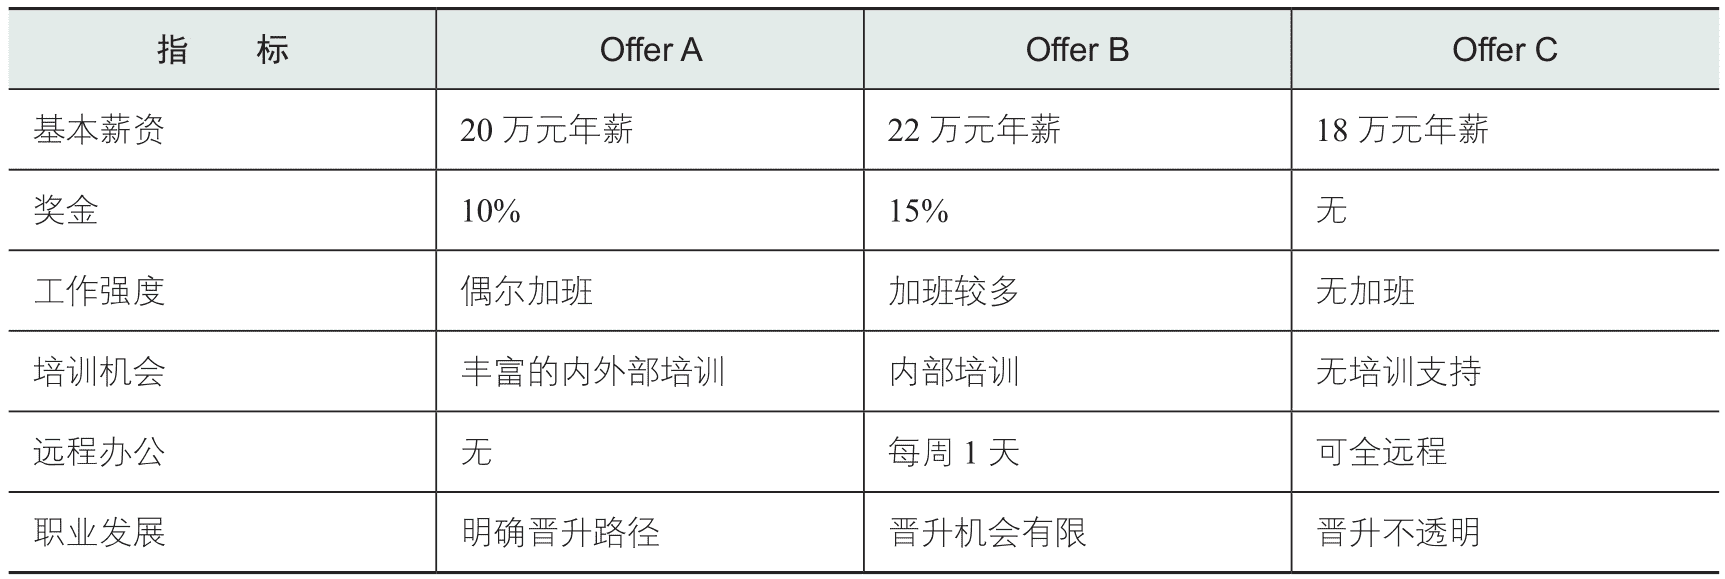 指 标 Offer A Offer B Offer C
基本薪资 20 万元年薪 22 万元年薪 18 万元年薪
奖金 10% 15% 无
工作强度 偶尔加班 加班较多 无加班
培训机会 丰富的内外部培训 内部培训 无培训支持
远程办公 无 每周 1 天 可全远程
职业发展 明确晋升路径 晋升机会有限 晋升不透明